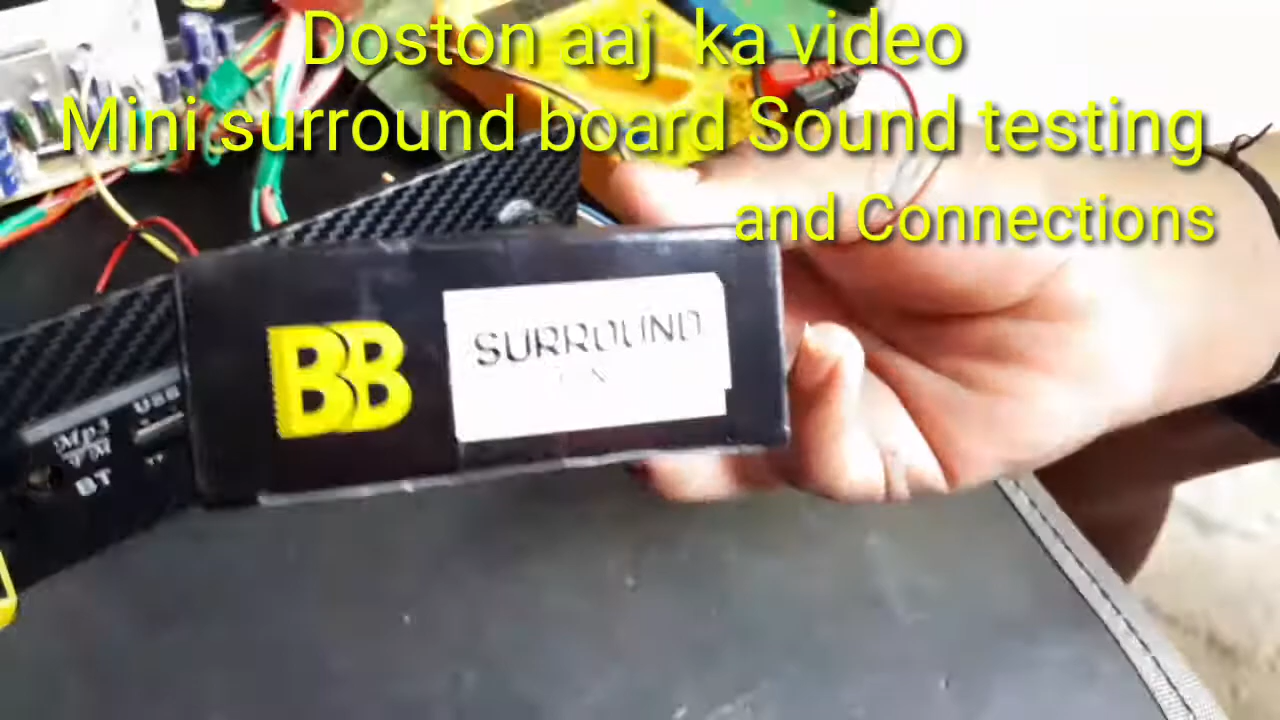 Doston aaj ka video
Mini surround board Sound testing
and Connections
BB
SURROUND
USB
Mp3
FM
BT